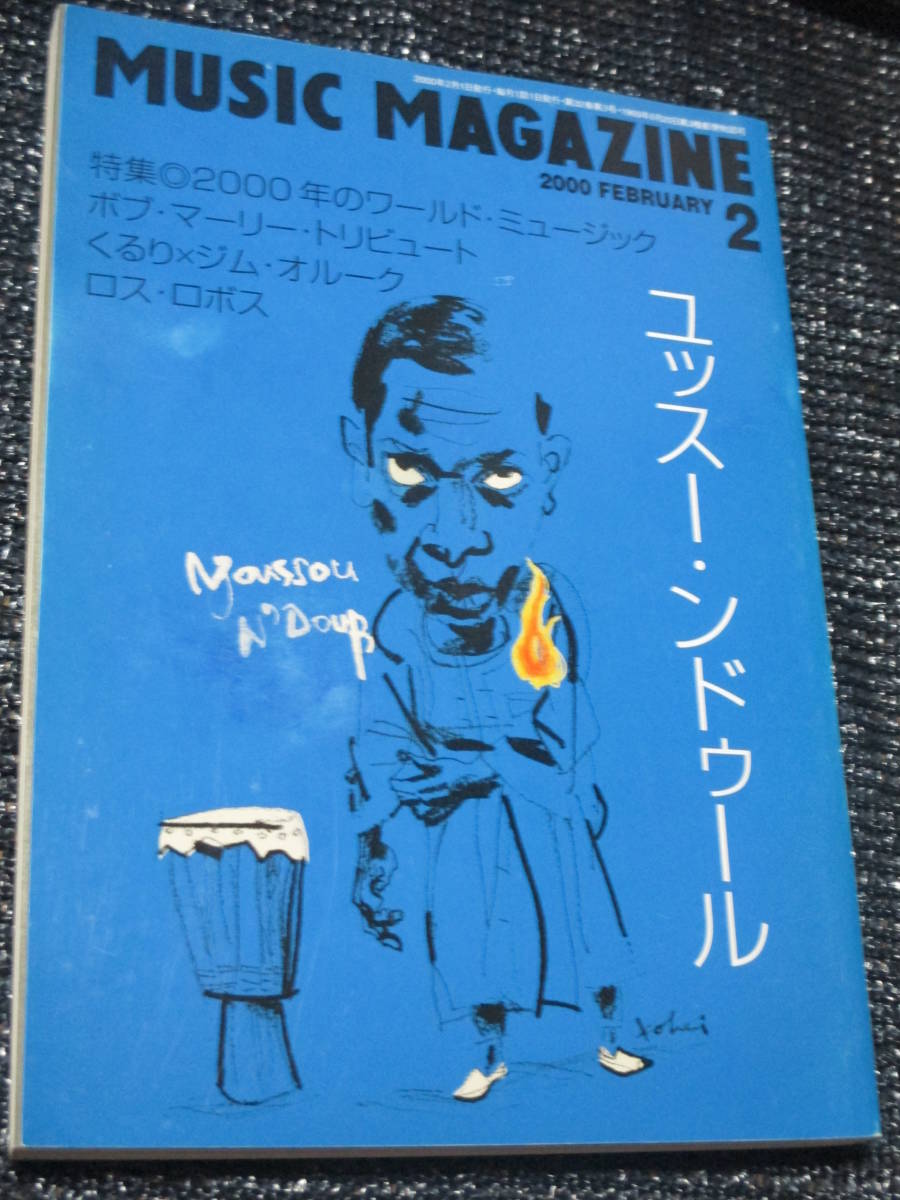 MUSIC MAGAZINE
2000 FEBRUARY 2
特集◎2000年のワールド・ミュージック
ボブ・マーリー・トリビュート
くるり×ジム・オルーク
ロス・ロボス
ユッスー・ンドゥール
Youssou
N'Dour